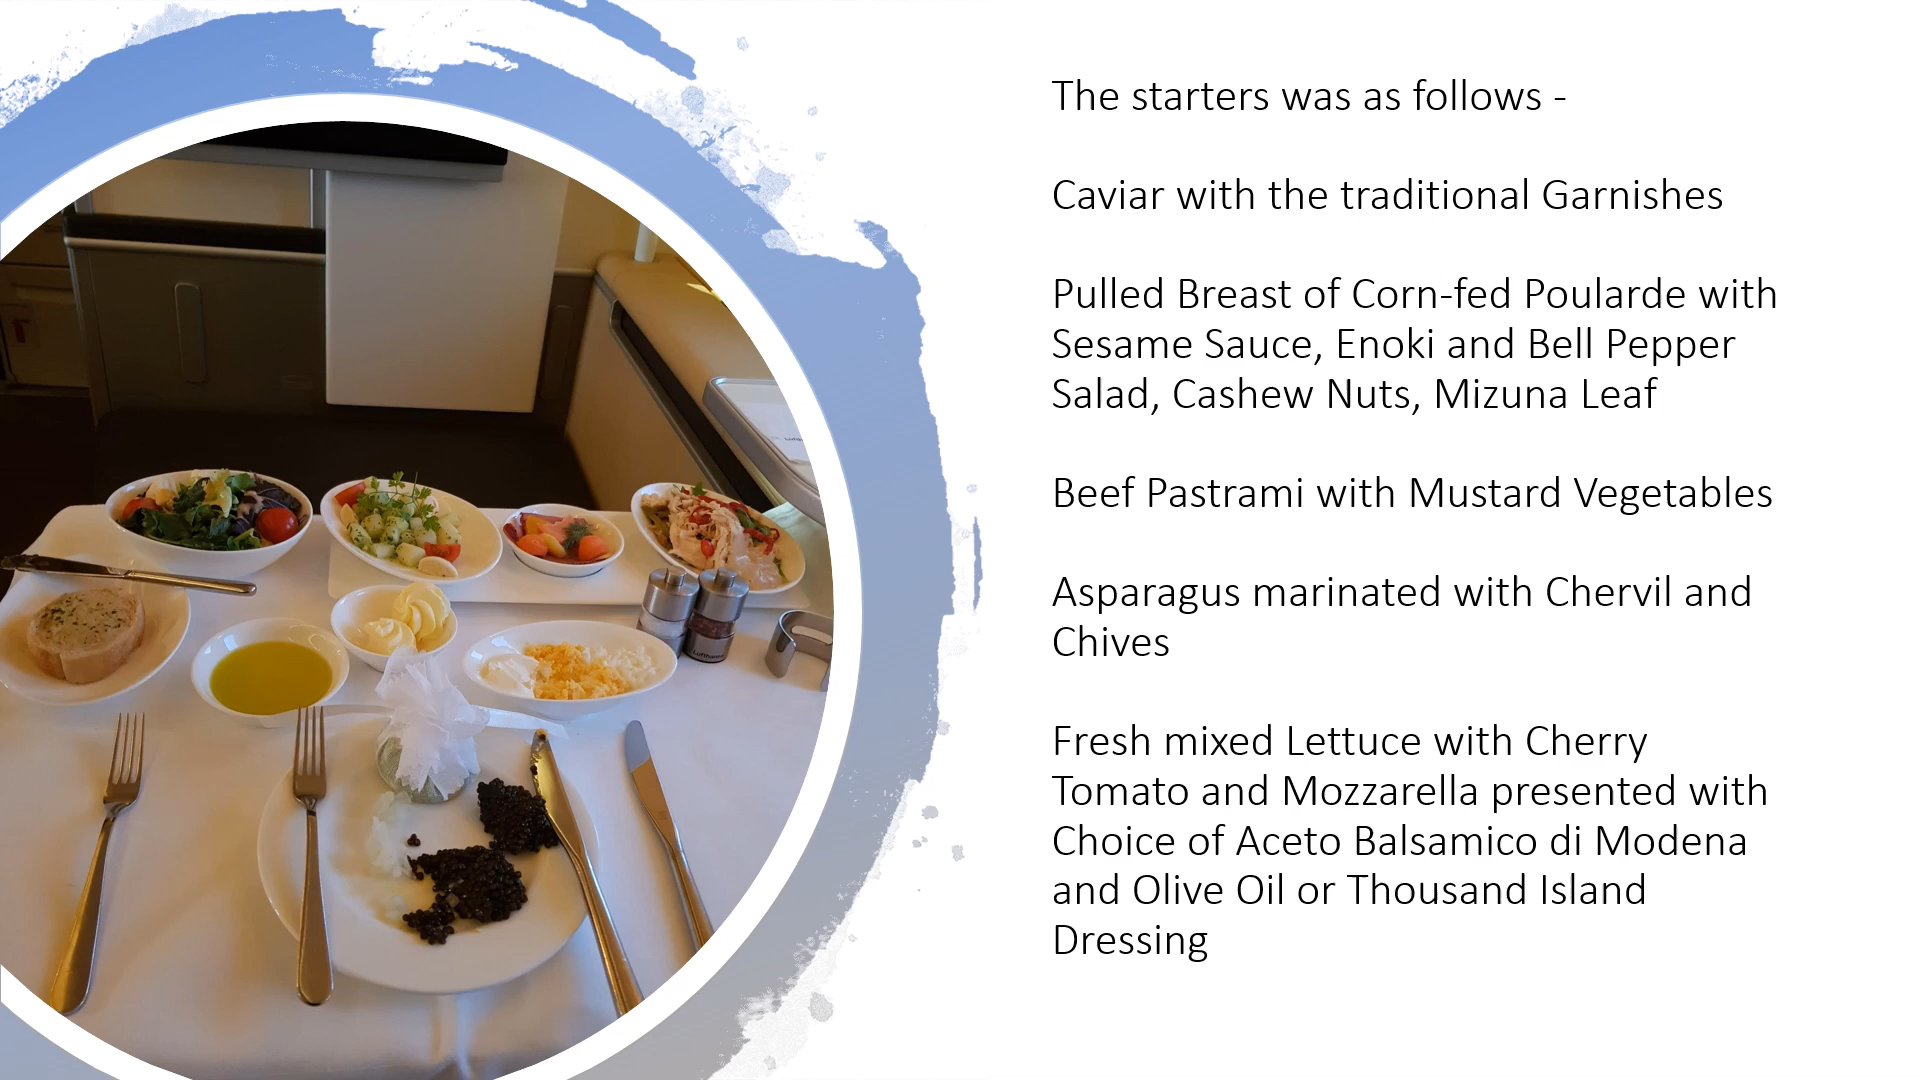 The starters was as follows -
Caviar with the traditional Garnishes
Pulled Breast of Corn-fed Poularde with
Sesame Sauce, Enoki and Bell Pepper
Salad, Cashew Nuts, Mizuna Leaf
Beef Pastrami with Mustard Vegetables
Asparagus marinated with Chervil and
Chives
Fresh mixed Lettuce with Cherry
Tomato and Mozzarella presented with
Choice of Aceto Balsamico di Modena
and Olive Oil or Thousand Island
Dressing
Lufthansa